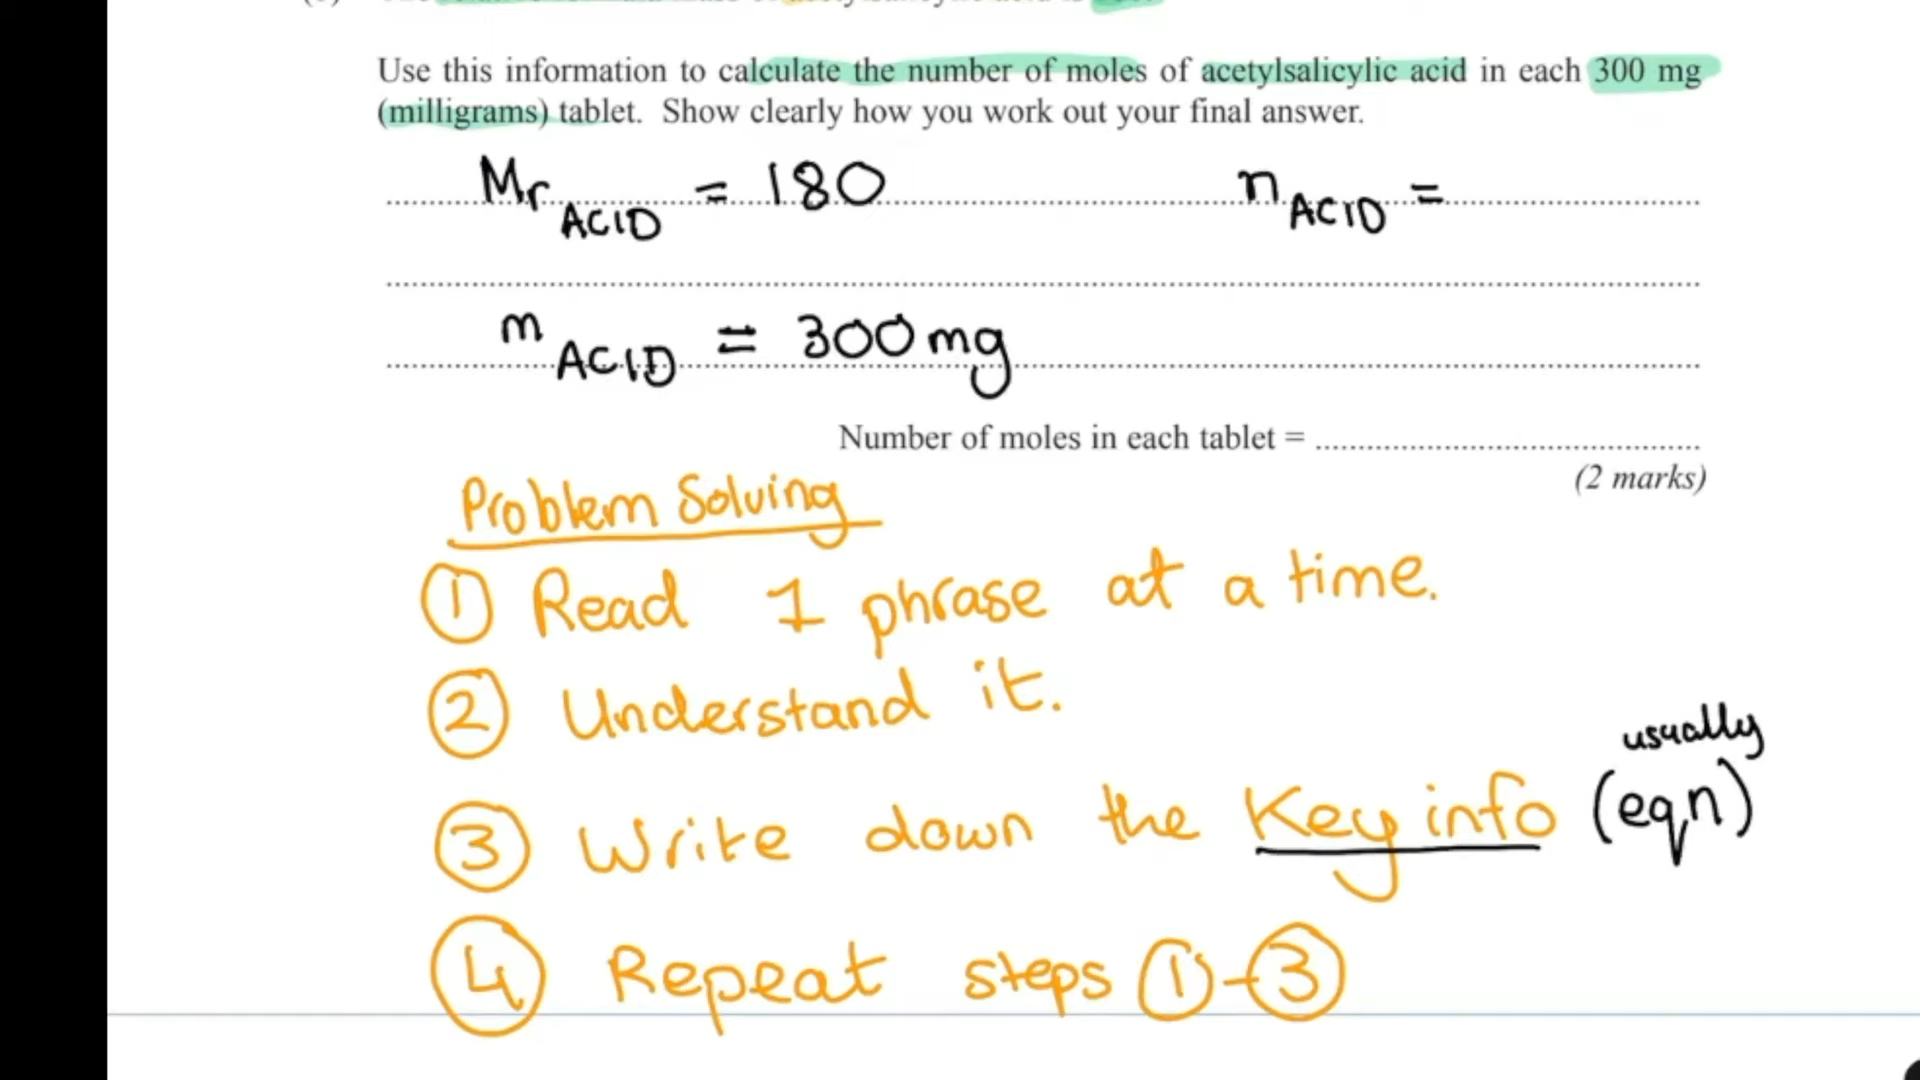 Use this information to calculate the number of moles of acetylsalicylic acid in each 300 mg
(milligrams) tablet. Show clearly how you work out your final answer.
Mr ACID = 180 n ACID =
m ACID = 300mg
Number of moles in each tablet =
(2 marks)
Problem Solving
① Read 1 phrase at a time.
② Understand it.
usually
③ Write down the Key info (eqn)
④ Repeat steps ①-③